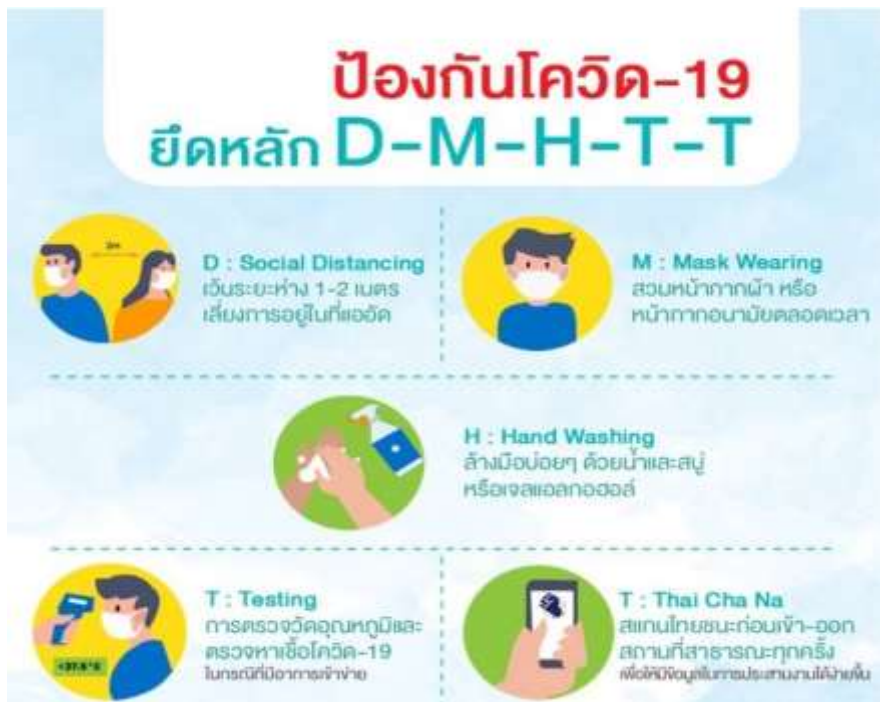 ป้องกันโควิด-19
ยึดหลัก D-M-H-T-T
D : Social Distancing
เว้นระยะห่าง 1-2 เมตร
เลี่ยงการอยู่ในที่แออัด
M : Mask Wearing
สวมหน้ากากผ้า หรือ
หน้ากากอนามัยตลอดเวลา
H : Hand Washing
ล้างมือบ่อยๆ ด้วยน้ำและสบู่
หรือเจลแอลกอฮอล์
T : Testing
การตรวจวัดอุณหภูมิและ
ตรวจหาเชื้อโควิด-19
ในกรณีที่มีอาการเข้าข่าย
T : Thai Cha Na
สแกนไทยชนะก่อนเข้า-ออก
สถานที่สาธารณะทุกครั้ง
เพื่อให้มีข้อมูลในการประสานงานได้ง่ายขึ้น